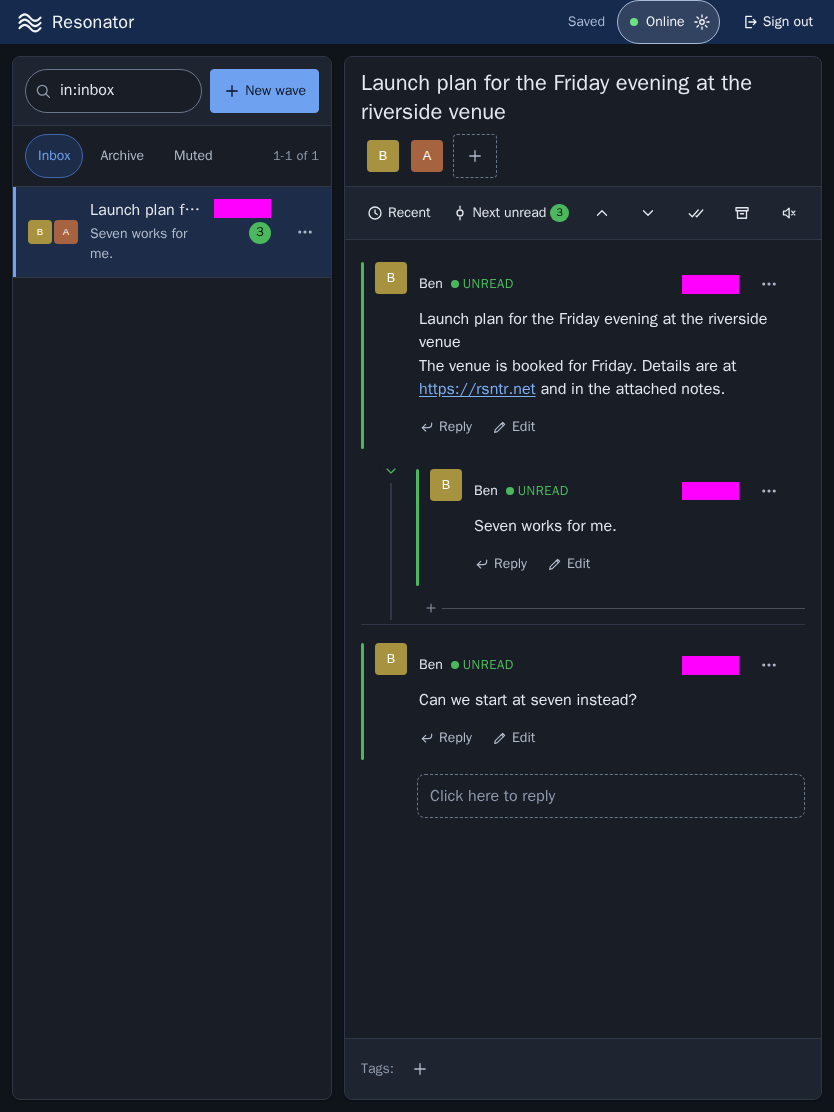 Resonator
Saved
Online
Sign out
in:inbox
New wave
Inbox
Archive
Muted
1-1 of 1
B
A
Launch plan f···
Seven works for
me.
3
Launch plan for the Friday evening at the
riverside venue
B
A
Recent
Next unread 3
B
Ben
UNREAD
Launch plan for the Friday evening at the riverside
venue
The venue is booked for Friday. Details are at
https://rsntr.net and in the attached notes.
Reply
Edit
B
Ben
UNREAD
Seven works for me.
Reply
Edit
B
Ben
UNREAD
Can we start at seven instead?
Reply
Edit
Click here to reply
Tags: